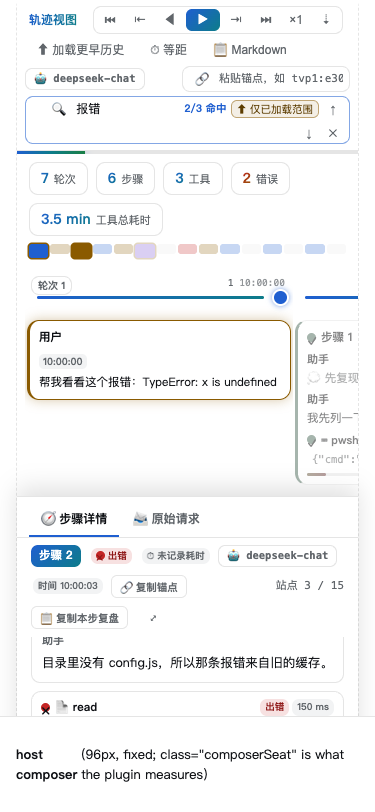 轨迹视图 ×1
加载更早历史 等距 Markdown
deepseek-chat 粘贴锚点，如 tvp1:e30
报错 2/3 命中 仅已加载范围
7 轮次 6 步骤 3 工具 2 错误
3.5 min 工具总耗时
轮次 1 1 10:00:00
用户
10:00:00
帮我看看这个报错：TypeError: x is undefined
步骤 1
助手
先复现
助手
我先列一下
pwsh
{"cmd":"
步骤详情 原始请求
步骤 2 出错 未记录耗时 deepseek-chat
时间 10:00:03 复制锚点 站点 3 / 15
复制本步复盘
助手
目录里没有 config.js，所以那条报错来自旧的缓存。
read 出错 150 ms
host composer (96px, fixed; class="composerSeat" is what the plugin measures)